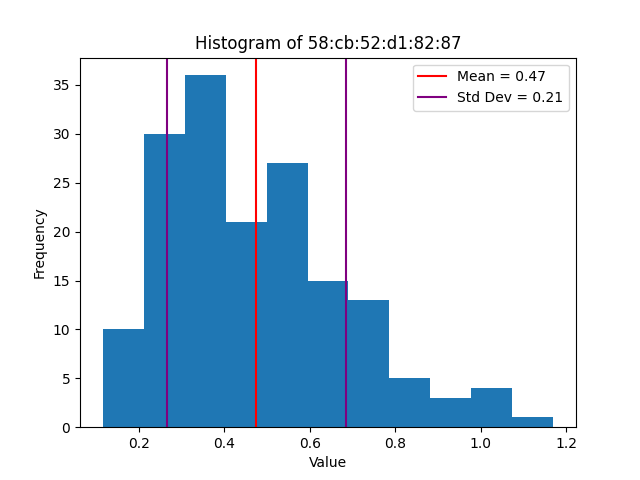 Histogram of 58:cb:52:d1:82:87
Mean = 0.47
Std Dev = 0.21
Frequency
35
30
25
20
15
10
5
0
0.2 0.4 0.6 0.8 1.0 1.2
Value